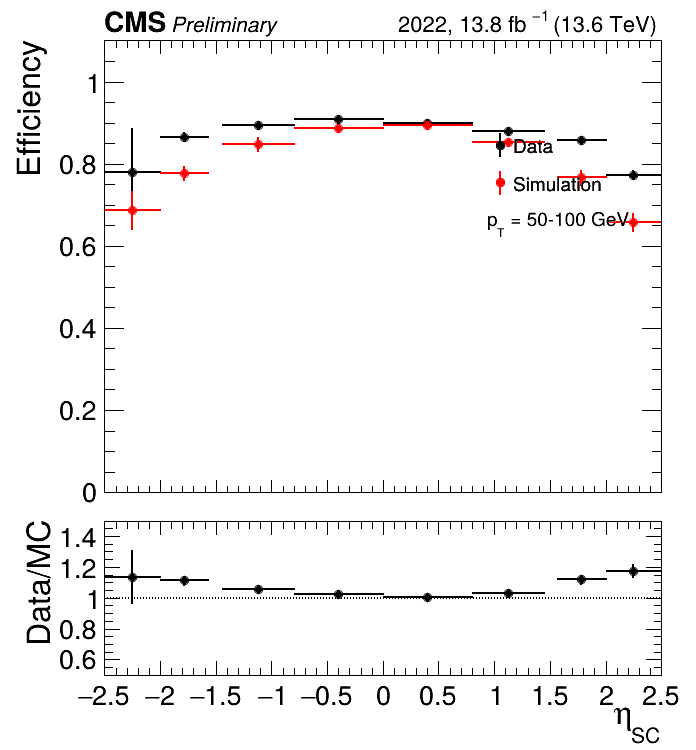 CMS Preliminary 2022, 13.8 fb⁻¹ (13.6 TeV)
Efficiency
1
0.8
0.6
0.4
0.2
0
Data
Simulation
p_T = 50-100 GeV
Data/MC
1.4
1.2
1
0.8
0.6
−2.5 −2 −1.5 −1 −0.5 0 0.5 1 1.5 2 2.5
η_SC